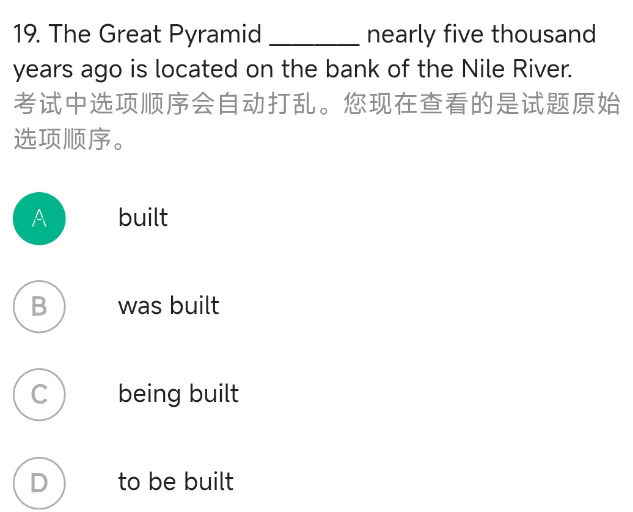 19. The Great Pyramid ________ nearly five thousand
years ago is located on the bank of the Nile River.
考试中选项顺序会自动打乱。您现在查看的是试题原始
选项顺序。
A built
B was built
C being built
D to be built